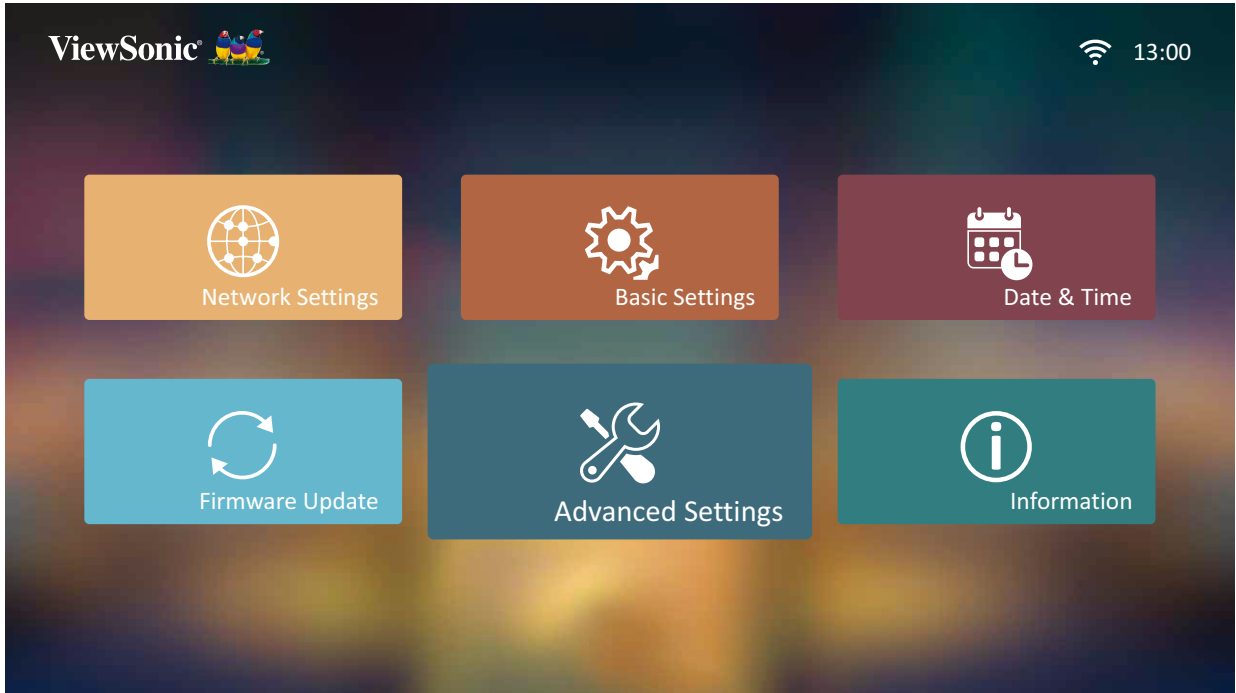 ViewSonic®
13:00
Network Settings
Basic Settings
Date & Time
Firmware Update
Advanced Settings
Information